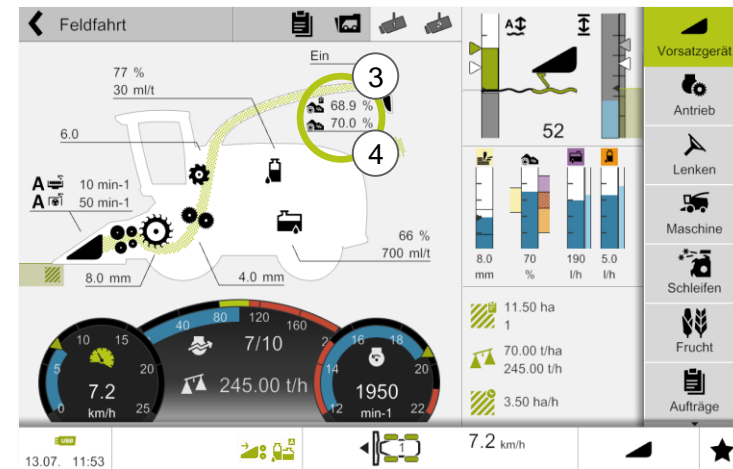 Feldfahrt
Ein
77 %
30 ml/t
3
68.9 %
70.0 %
4
6.0
A 10 min-1
A 50 min-1
66 %
700 ml/t
8.0 mm
4.0 mm
A
52
8.0
mm
70
%
190
l/h
5.0
l/h
11.50 ha
1
70.00 t/ha
245.00 t/h
3.50 ha/h
0
5
10
15
20
25
7.2
km/h
40
80
120
160
2
7/10
245.00 t/h
12
14
16
18
20
22
1950
min-1
Vorsatzgerät
Antrieb
Lenken
Maschine
Schleifen
Frucht
Aufträge
USB
13.07. 11:53
A
1
7.2 km/h